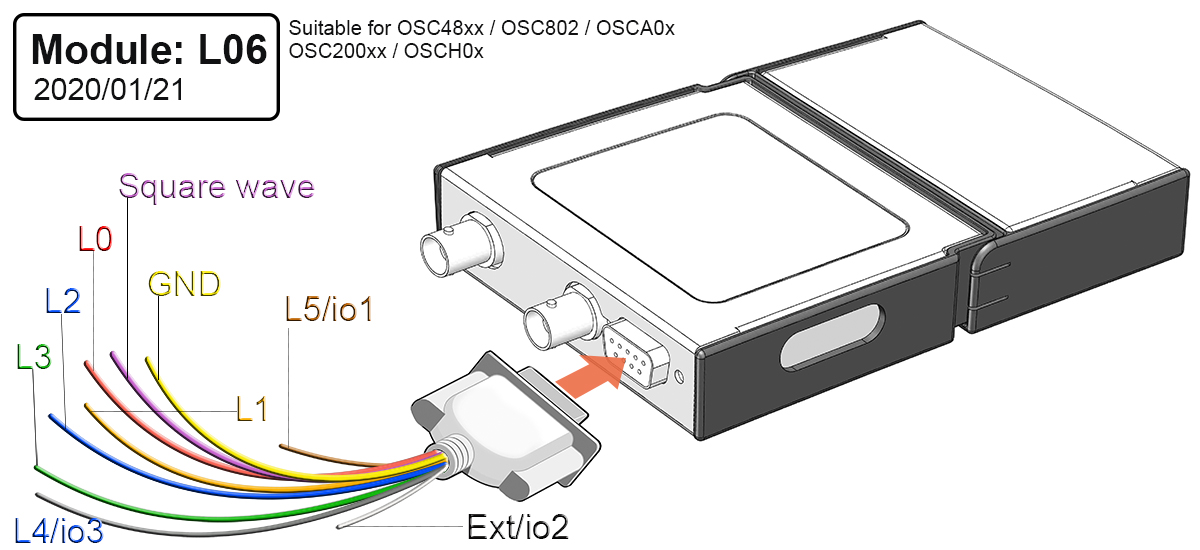 Module: L06
2020/01/21
Suitable for OSC48xx / OSC802 / OSCA0x
OSC200xx / OSCH0x
Square wave
L0
GND
L2
L5/io1
L3
L1
L4/io3
Ext/io2